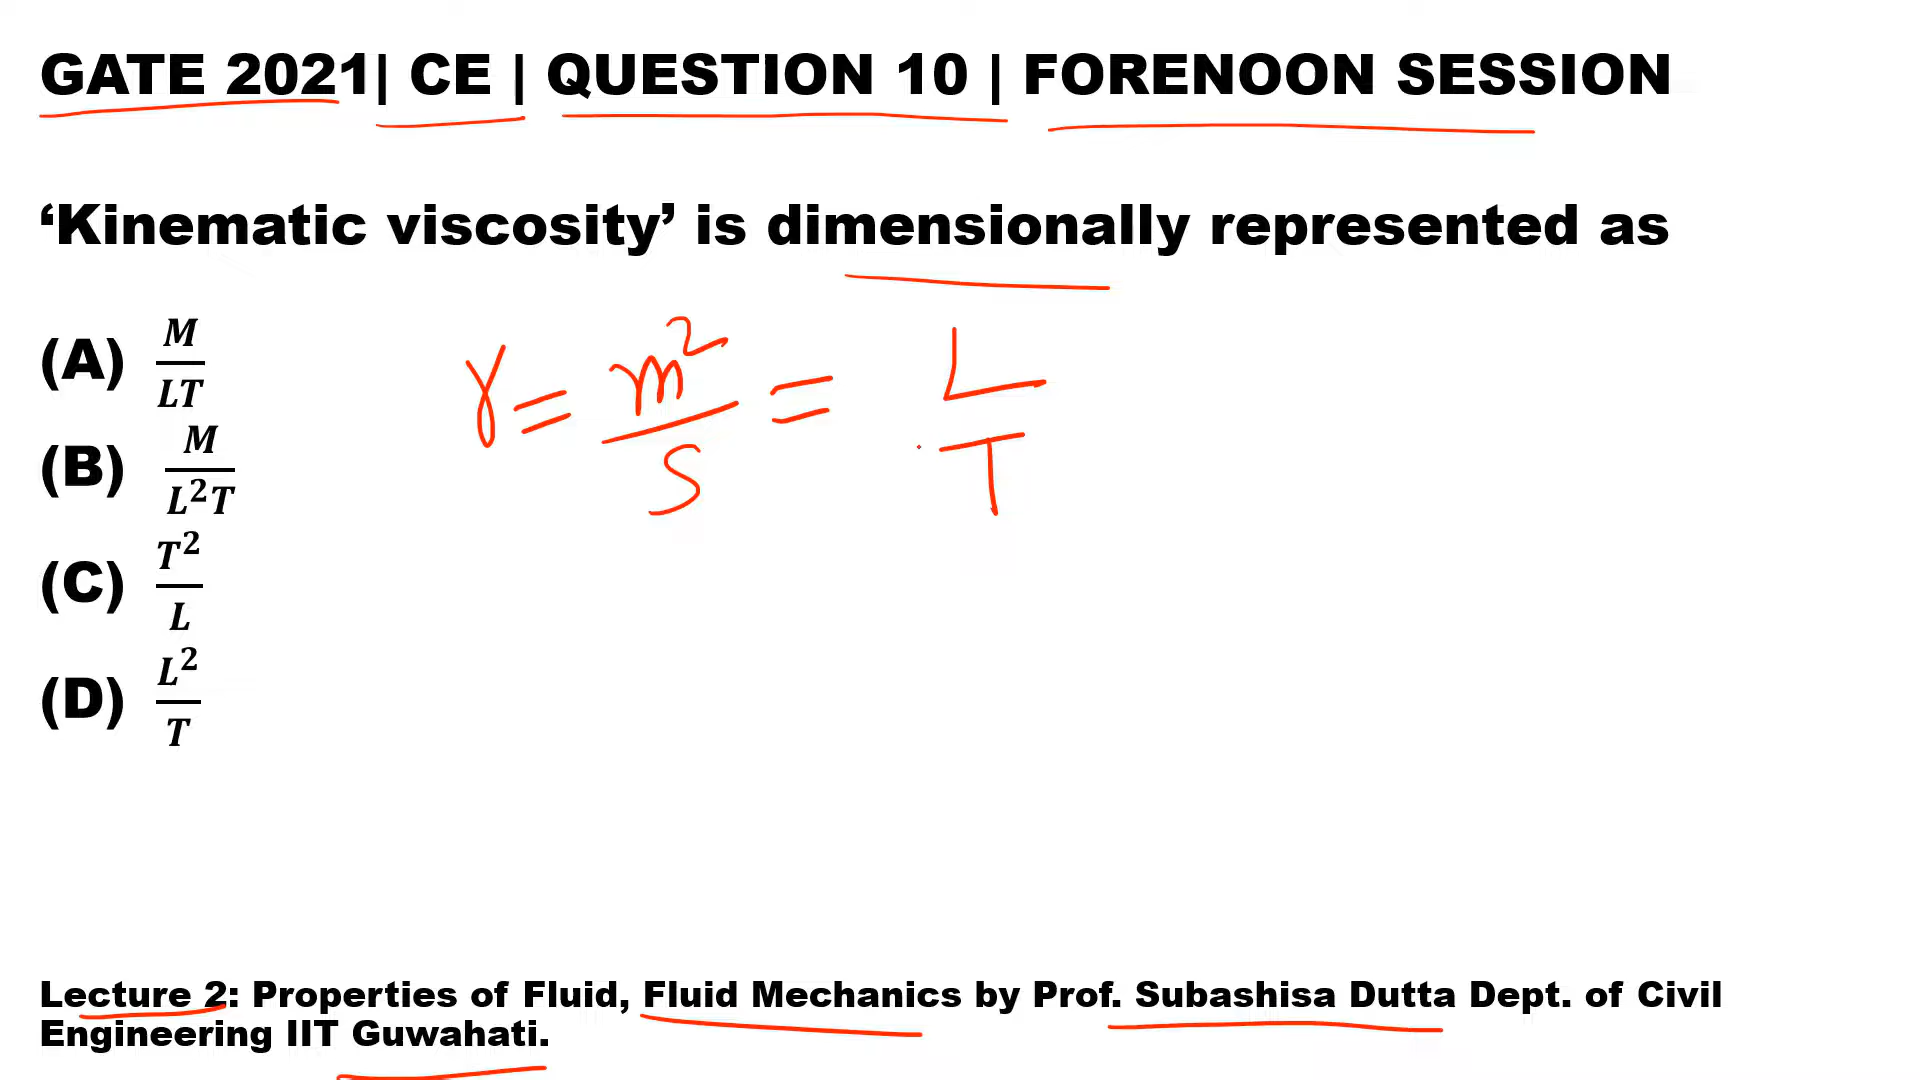 GATE 2021| CE | QUESTION 10 | FORENOON SESSION
‘Kinematic viscosity’ is dimensionally represented as
(A) M/LT
(B) M/L²T
(C) T²/L
(D) L²/T
γ = m²/S = L/T
Lecture 2: Properties of Fluid, Fluid Mechanics by Prof. Subashisa Dutta Dept. of Civil
Engineering IIT Guwahati.